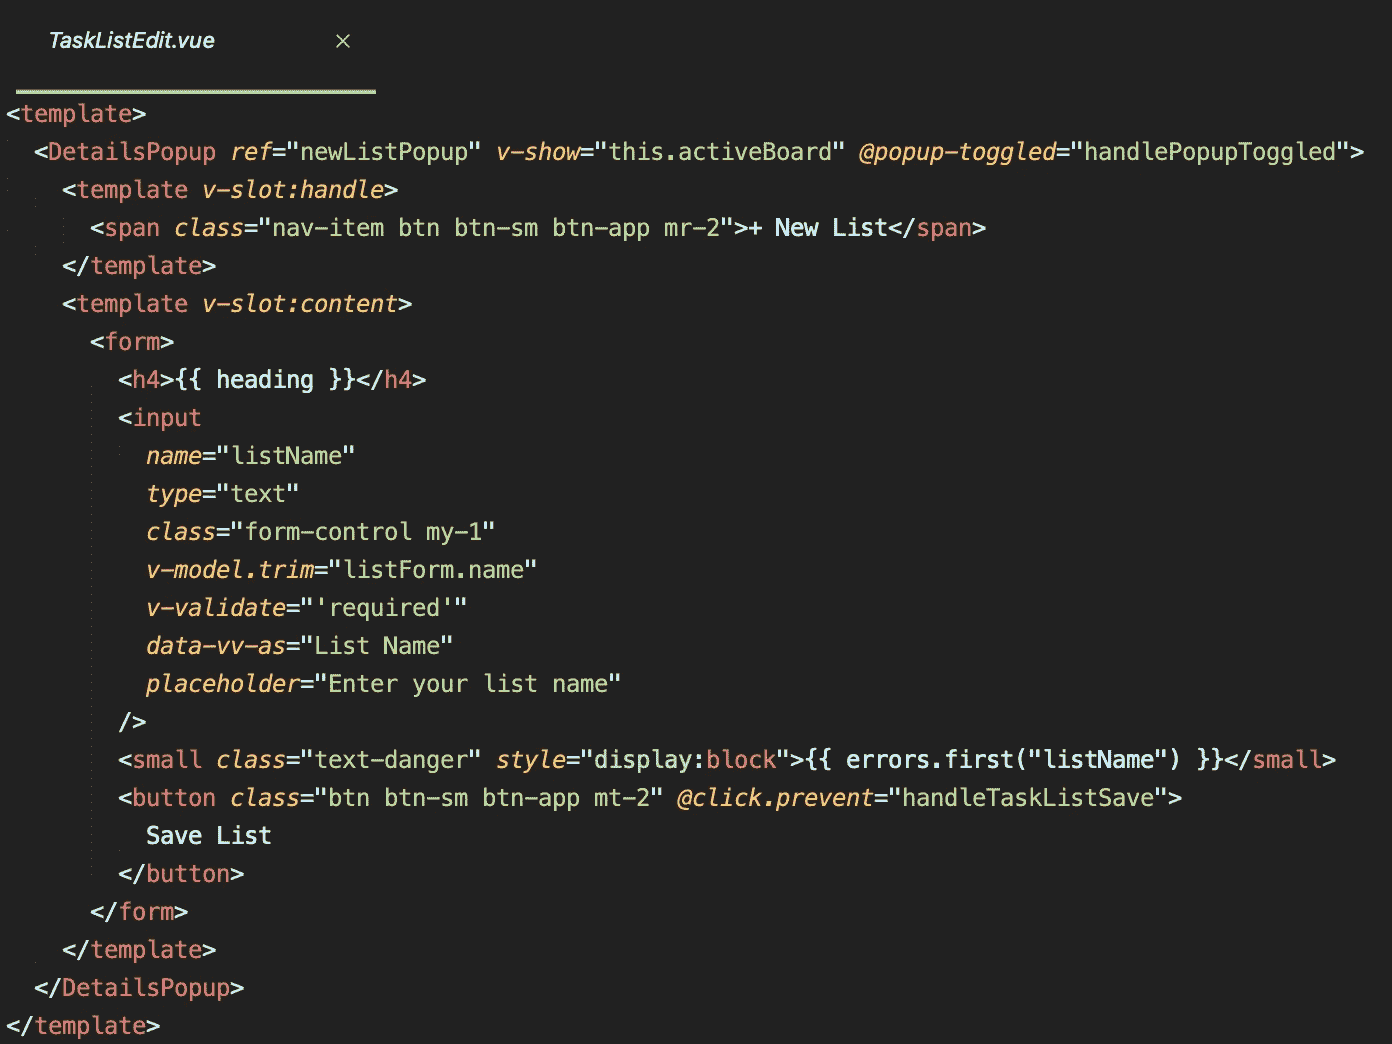 TaskListEdit.vue ×
<template>
<DetailsPopup ref="newListPopup" v-show="this.activeBoard" @popup-toggled="handlePopupToggled">
<template v-slot:handle>
<span class="nav-item btn btn-sm btn-app mr-2">+ New List</span>
</template>
<template v-slot:content>
<form>
<h4>{{ heading }}</h4>
<input
name="listName"
type="text"
class="form-control my-1"
v-model.trim="listForm.name"
v-validate="'required'"
data-vv-as="List Name"
placeholder="Enter your list name"
/>
<small class="text-danger" style="display:block">{{ errors.first("listName") }}</small>
<button class="btn btn-sm btn-app mt-2" @click.prevent="handleTaskListSave">
Save List
</button>
</form>
</template>
</DetailsPopup>
</template>